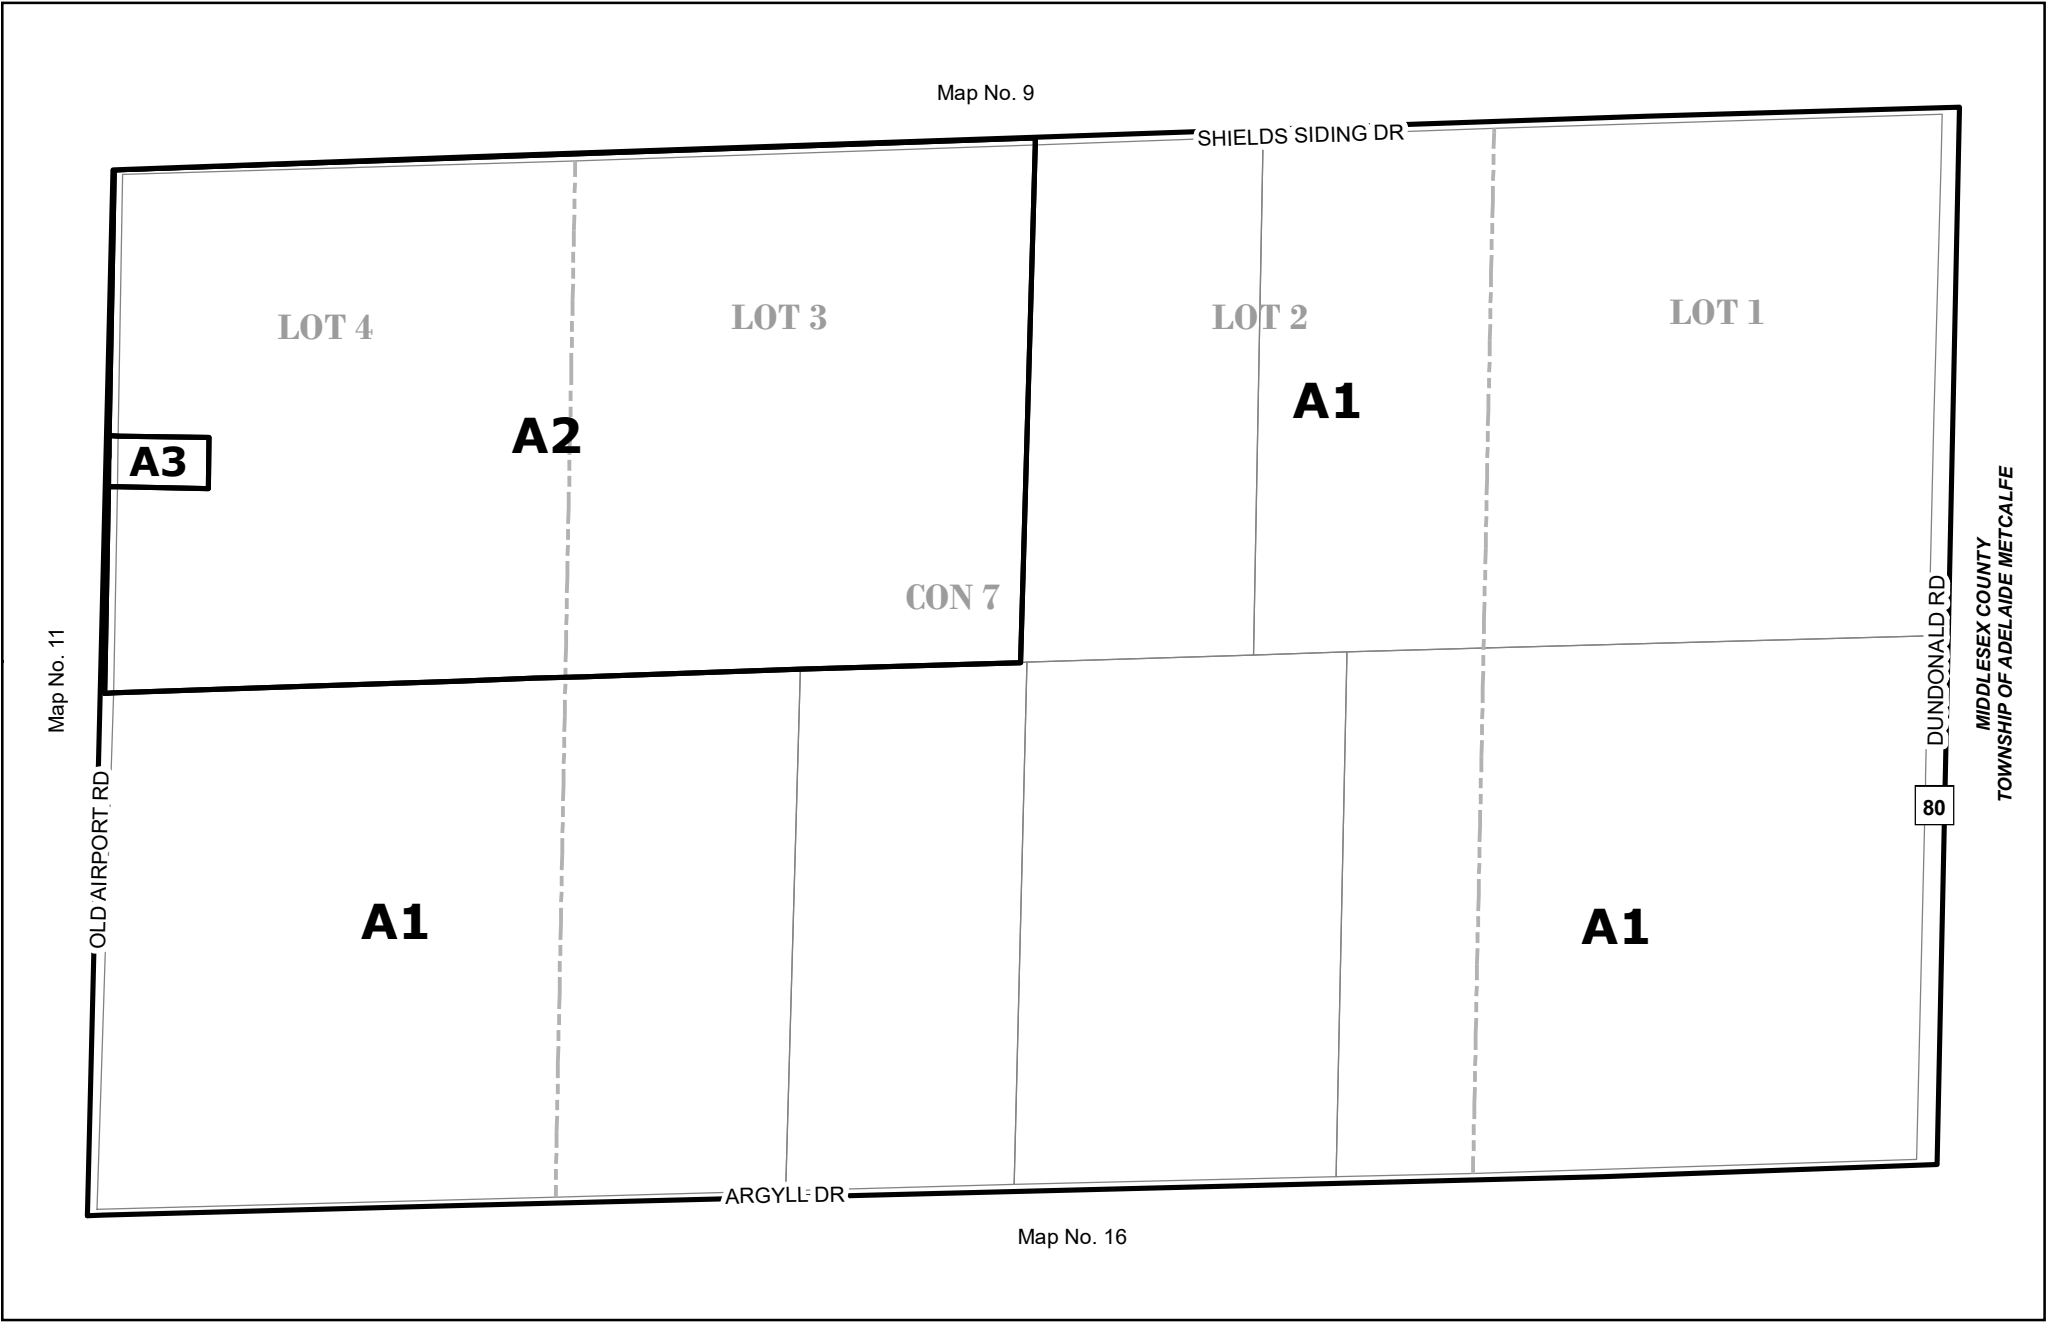 Map No. 9
SHIELDS SIDING DR
LOT 4
LOT 3
LOT 2
LOT 1
A1
A2
A3
CON 7
Map No. 11
OLD AIRPORT RD
DUNDONALD RD
MIDDLESEX COUNTY
TOWNSHIP OF ADELAIDE METCALFE
80
A1
A1
ARGYLL DR
Map No. 16